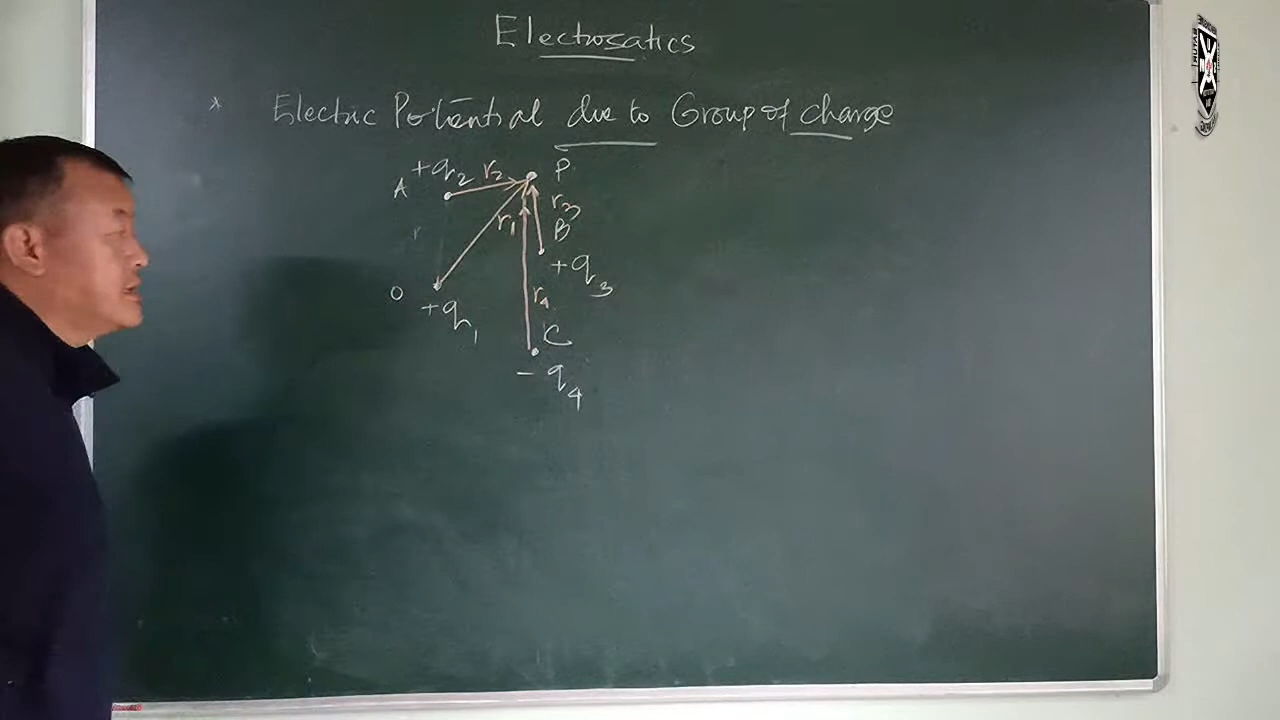 Electrosatics
* Electric Potential due to Group of charge
+q2 r2 P
A
r1 r3
B
+q3
O
+q1
r4
C
- q4